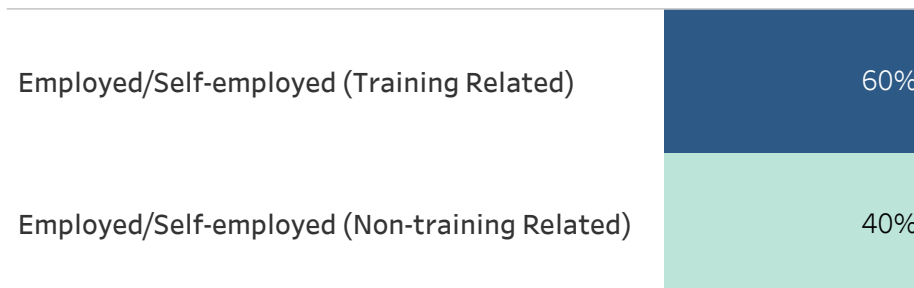 Employed/Self-employed (Training Related) 60%
Employed/Self-employed (Non-training Related) 40%